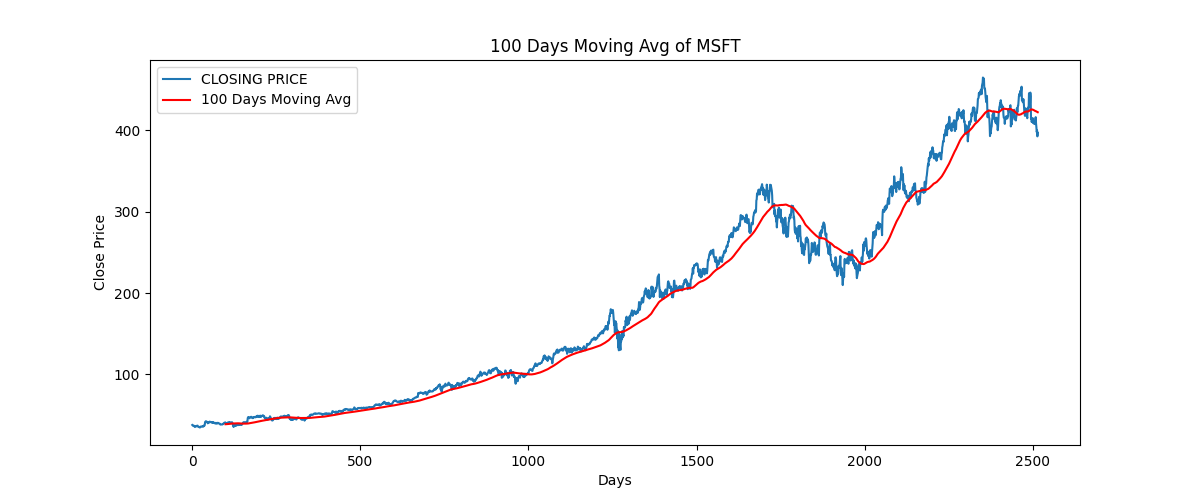 100 Days Moving Avg of MSFT
CLOSING PRICE
100 Days Moving Avg
Close Price
400
300
200
100
0
500
1000
1500
2000
2500
Days